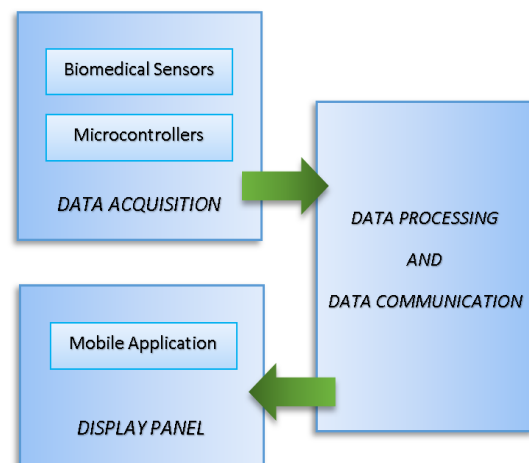 Biomedical Sensors
Microcontrollers
DATA ACQUISITION
DATA PROCESSING
AND
DATA COMMUNICATION
Mobile Application
DISPLAY PANEL